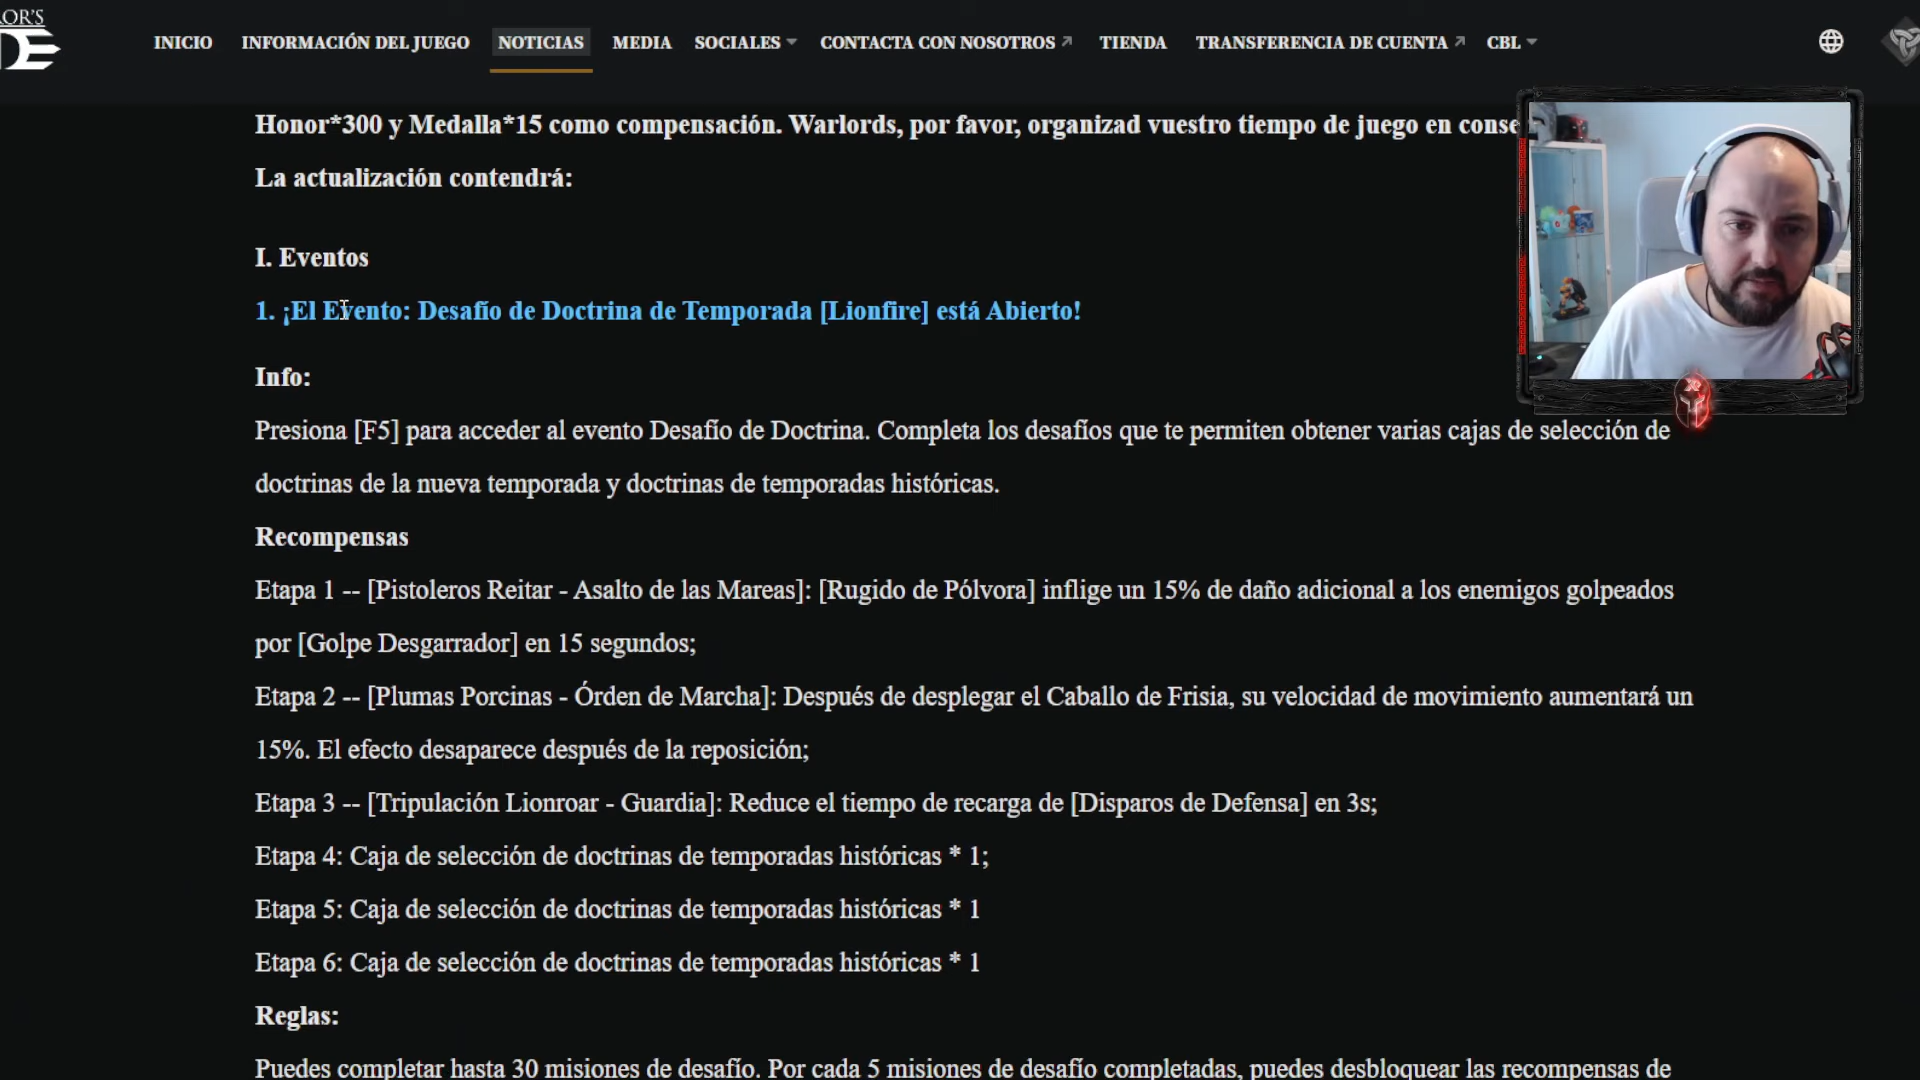 OR'S
DE
INICIO INFORMACIÓN DEL JUEGO NOTICIAS MEDIA SOCIALES CONTACTA CON NOSOTROS TIENDA TRANSFERENCIA DE CUENTA CBL
Honor*300 y Medalla*15 como compensación. Warlords, por favor, organizad vuestro tiempo de juego en conse
La actualización contendrá:
I. Eventos
1. ¡El Evento: Desafío de Doctrina de Temporada [Lionfire] está Abierto!
Info:
Presiona [F5] para acceder al evento Desafío de Doctrina. Completa los desafíos que te permiten obtener varias cajas de selección de
doctrinas de la nueva temporada y doctrinas de temporadas históricas.
Recompensas
Etapa 1 -- [Pistoleros Reitar - Asalto de las Mareas]: [Rugido de Pólvora] inflige un 15% de daño adicional a los enemigos golpeados
por [Golpe Desgarrador] en 15 segundos;
Etapa 2 -- [Plumas Porcinas - Órden de Marcha]: Después de desplegar el Caballo de Frisia, su velocidad de movimiento aumentará un
15%. El efecto desaparece después de la reposición;
Etapa 3 -- [Tripulación Lionroar - Guardia]: Reduce el tiempo de recarga de [Disparos de Defensa] en 3s;
Etapa 4: Caja de selección de doctrinas de temporadas históricas * 1;
Etapa 5: Caja de selección de doctrinas de temporadas históricas * 1
Etapa 6: Caja de selección de doctrinas de temporadas históricas * 1
Reglas:
Puedes completar hasta 30 misiones de desafío. Por cada 5 misiones de desafío completadas, puedes desbloquear las recompensas de